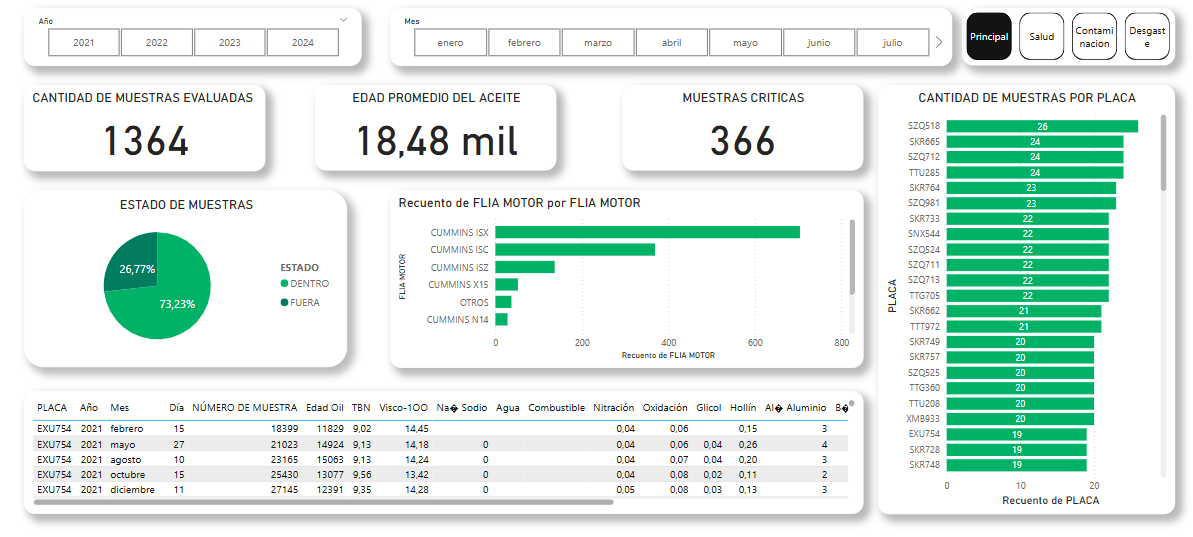 Año
2021 2022 2023 2024
Mes
enero febrero marzo abril mayo junio julio
Principal
Salud
Contami
nacion
Desgast
e
CANTIDAD DE MUESTRAS EVALUADAS
1364
EDAD PROMEDIO DEL ACEITE
18,48 mil
MUESTRAS CRITICAS
366
ESTADO DE MUESTRAS
26,77%
73,23%
ESTADO
DENTRO
FUERA
Recuento de FLIA MOTOR por FLIA MOTOR
FLIA MOTOR
CUMMINS ISX
CUMMINS ISC
CUMMINS ISZ
CUMMINS X15
OTROS
CUMMINS N14
0 200 400 600 800
Recuento de FLIA MOTOR
PLACA Año Mes Día NÚMERO DE MUESTRA Edad Oil TBN Visco-1OO Na� Sodio Agua Combustible Nitración Oxidación Glicol Hollín Al� Aluminio B�
EXU754 2021 febrero 15 18399 11829 9,02 14,45 0,04 0,06 0,15 3
EXU754 2021 mayo 27 21023 14924 9,13 14,18 0 0,04 0,06 0,04 0,26 4
EXU754 2021 agosto 10 23165 15063 9,13 14,24 0 0,04 0,07 0,04 0,20 3
EXU754 2021 octubre 15 25430 13077 9,56 13,42 0 0,04 0,08 0,02 0,11 2
EXU754 2021 diciembre 11 27145 12391 9,35 14,28 0 0,05 0,08 0,03 0,13 3
CANTIDAD DE MUESTRAS POR PLACA
PLACA
SZQ518 26
SKR665 24
SZQ712 24
TTU285 24
SKR764 23
SZQ981 23
SKR733 22
SNX544 22
SZQ524 22
SZQ711 22
SZQ713 22
TTG705 22
SKR662 21
TTT972 21
SKR749 20
SKR757 20
SZQ525 20
TTG360 20
TTU208 20
XMB933 20
EXU754 19
SKR728 19
SKR748 19
0 10 20
Recuento de PLACA